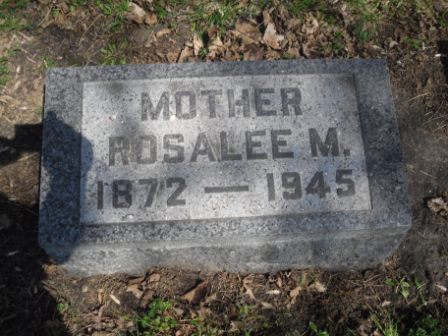 MOTHER
ROSALEE M.
1872 — 1945